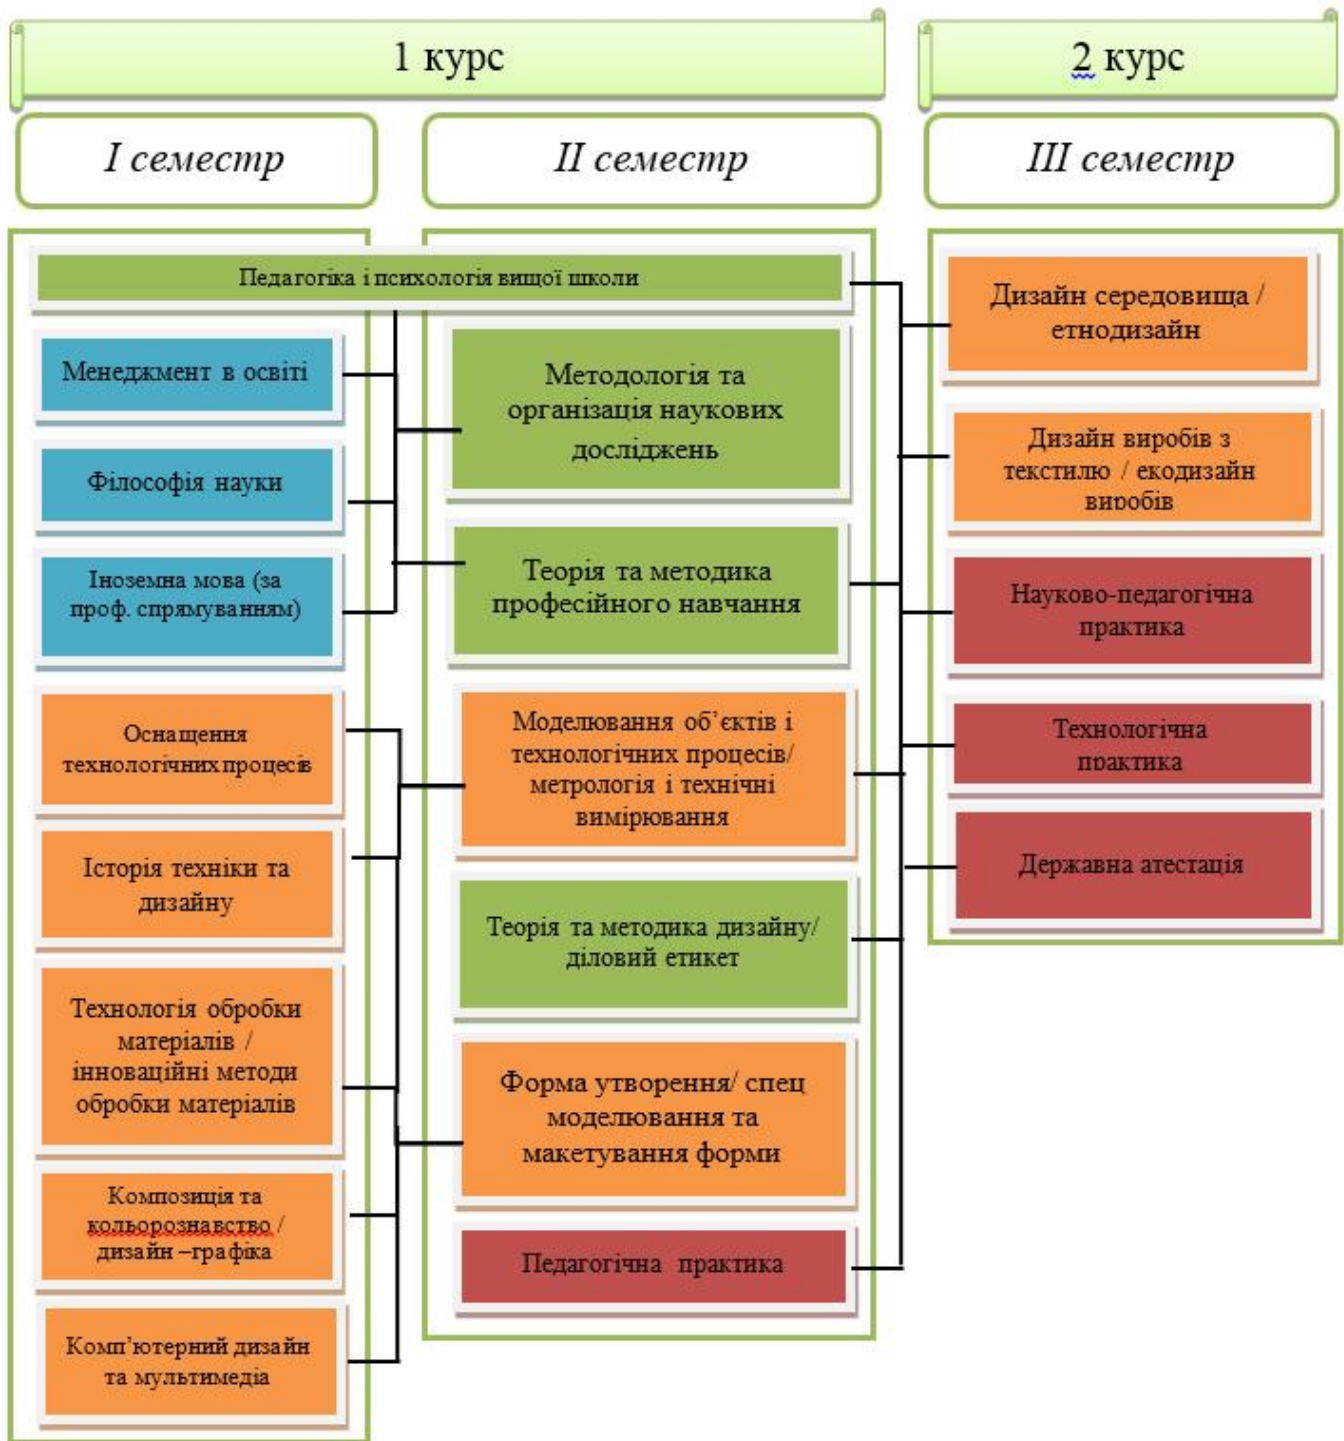 1 курс
2 курс
I семестр
II семестр
III семестр
Педагогіка і психологія вищої школи
Менеджмент в освіті
Філософія науки
Іноземна мова (за
проф. спрямуванням)
Оснащення
технологічних процесів
Історія техніки та
дизайну
Технологія обробки
матеріалів /
інноваційні методи
обробки матеріалів
Композиція та
кольорознавство /
дизайн –графіка
Комп’ютерний дизайн
та мультимедіа
Методологія та
організація наукових
досліджень
Теорія та методика
професійного навчання
Моделювання об’єктів і
технологічних процесів/
метрологія і технічні
вимірювання
Теорія та методика дизайну/
діловий етикет
Форма утворення/ спец
моделювання та
макетування форми
Педагогічна практика
Дизайн середовища /
етнодизайн
Дизайн виробів з
текстилю / екодизайн
виробів
Науково-педагогічна
практика
Технологічна
практика
Державна атестація